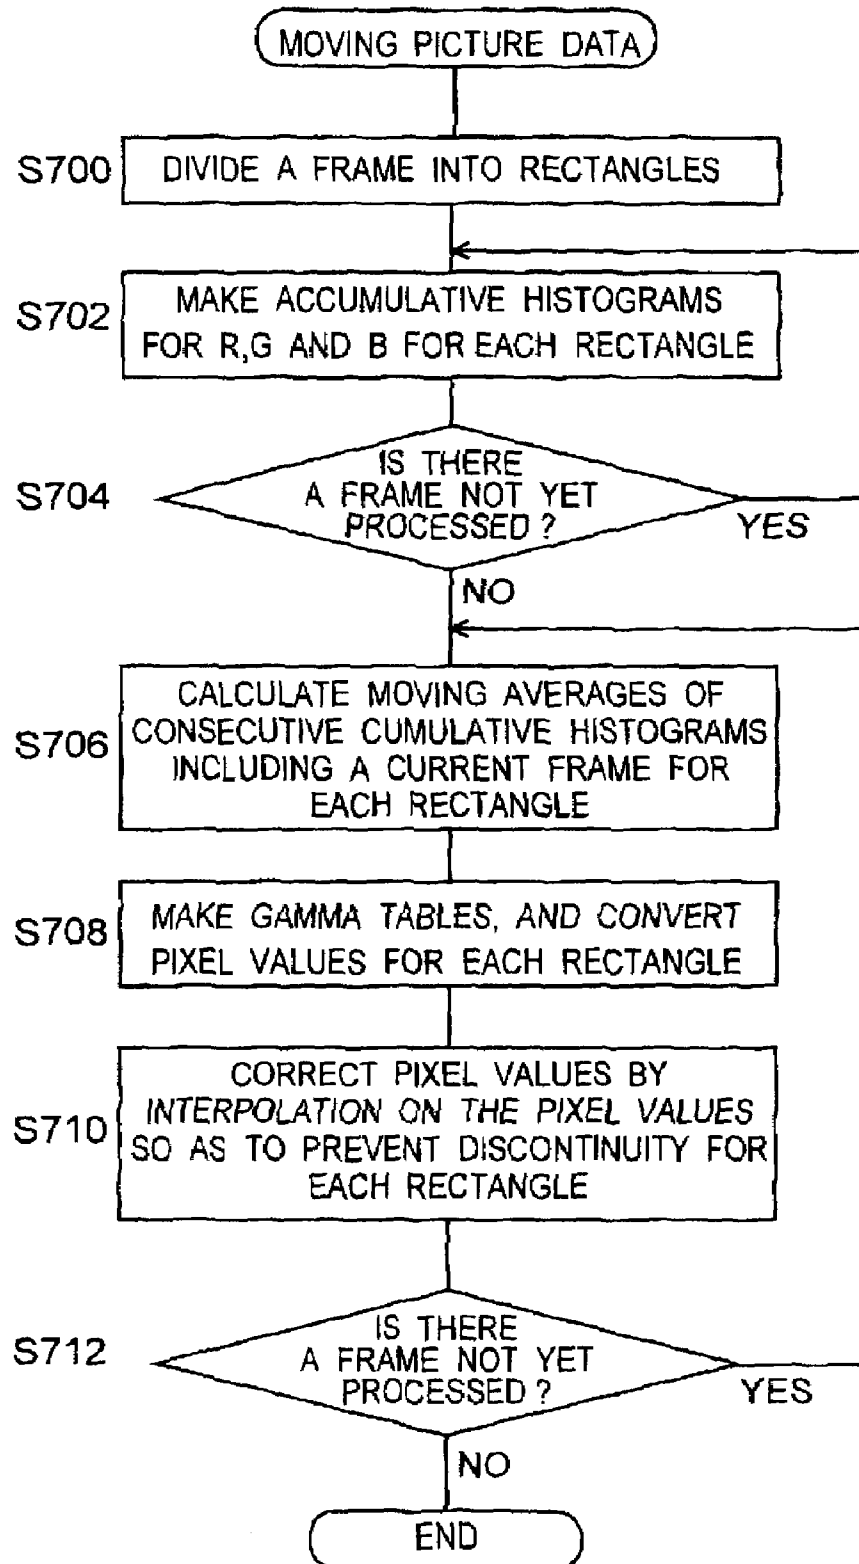 MOVING PICTURE DATA
S700
DIVIDE A FRAME INTO RECTANGLES
S702
MAKE ACCUMULATIVE HISTOGRAMS
FOR R,G AND B FOR EACH RECTANGLE
S704
IS THERE
A FRAME NOT YET
PROCESSED ?
YES
NO
S706
CALCULATE MOVING AVERAGES OF
CONSECUTIVE CUMULATIVE HISTOGRAMS
INCLUDING A CURRENT FRAME FOR
EACH RECTANGLE
S708
MAKE GAMMA TABLES, AND CONVERT
PIXEL VALUES FOR EACH RECTANGLE
S710
CORRECT PIXEL VALUES BY
INTERPOLATION ON THE PIXEL VALUES
SO AS TO PREVENT DISCONTINUITY FOR
EACH RECTANGLE
S712
IS THERE
A FRAME NOT YET
PROCESSED ?
YES
NO
END